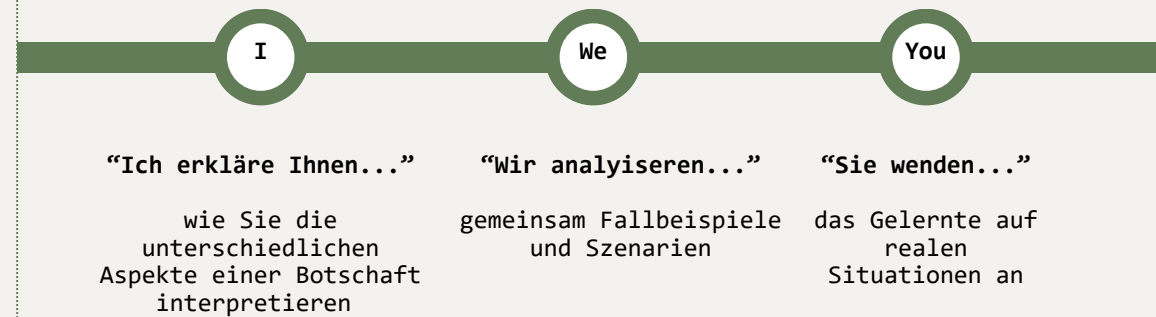 I
We
You
“Ich erkläre Ihnen...”
wie Sie die
unterschiedlichen
Aspekte einer Botschaft
interpretieren
“Wir analyiseren...”
gemeinsam Fallbeispiele
und Szenarien
“Sie wenden...”
das Gelernte auf
realen
Situationen an